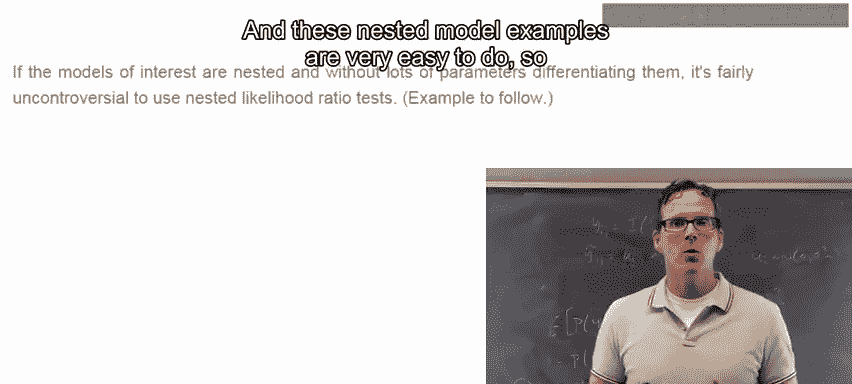 And these nested model examples
are very easy to do, so
If the models of interest are nested and without lots of parameters differentiating them, it's fairly
uncontroversial to use nested likelihood ratio tests. (Example to follow.)